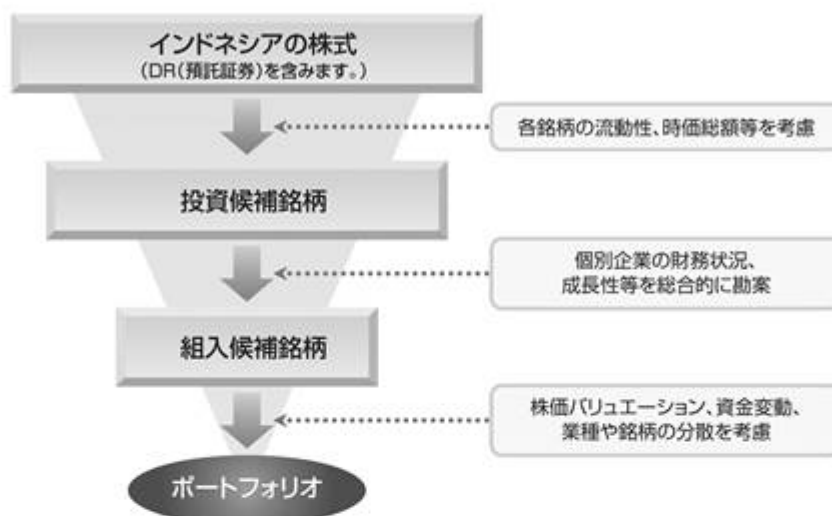 インドネシアの株式
(DR(預託証券)を含みます。)
各銘柄の流動性、時価総額等を考慮
投資候補銘柄
個別企業の財務状況、
成長性等を総合的に勘案
組入候補銘柄
株価バリュエーション、資金変動、
業種や銘柄の分散を考慮
ポートフォリオ